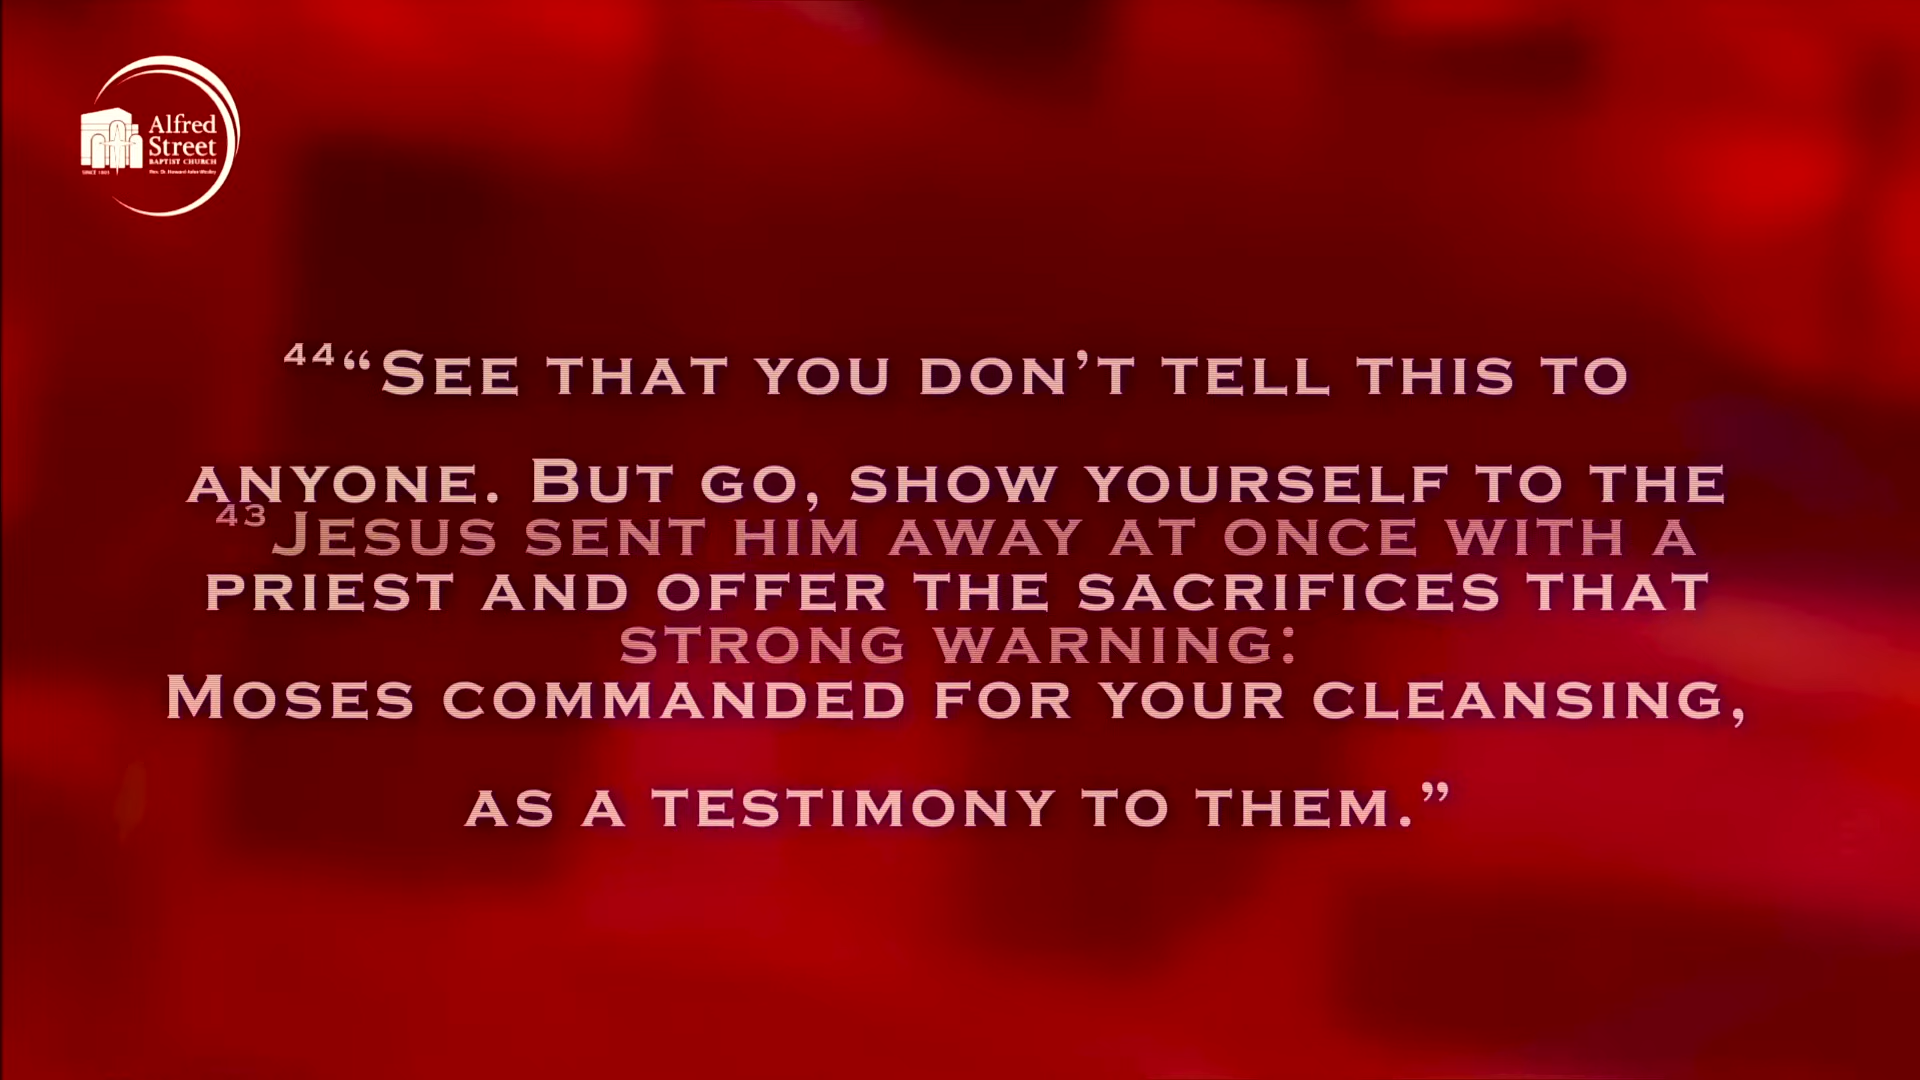 Alfred
Street
BAPTIST CHURCH
⁴⁴“See that you don’t tell this to
anyone. But go, show yourself to the
⁴³Jesus sent him away at once with a
priest and offer the sacrifices that
strong warning:
Moses commanded for your cleansing,
as a testimony to them.”